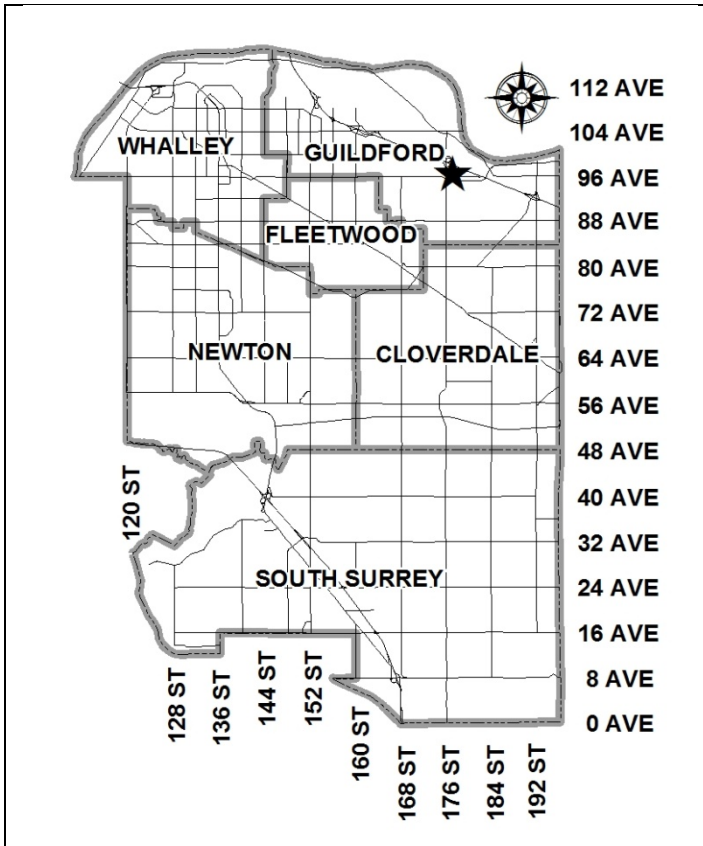 112 AVE
104 AVE
WHALLEY
GUILDFORD
96 AVE
88 AVE
FLEETWOOD
80 AVE
72 AVE
NEWTON
CLOVERDALE
64 AVE
56 AVE
48 AVE
120 ST
40 AVE
32 AVE
SOUTH SURREY
24 AVE
16 AVE
8 AVE
0 AVE
128 ST
136 ST
144 ST
152 ST
160 ST
168 ST
176 ST
184 ST
192 ST